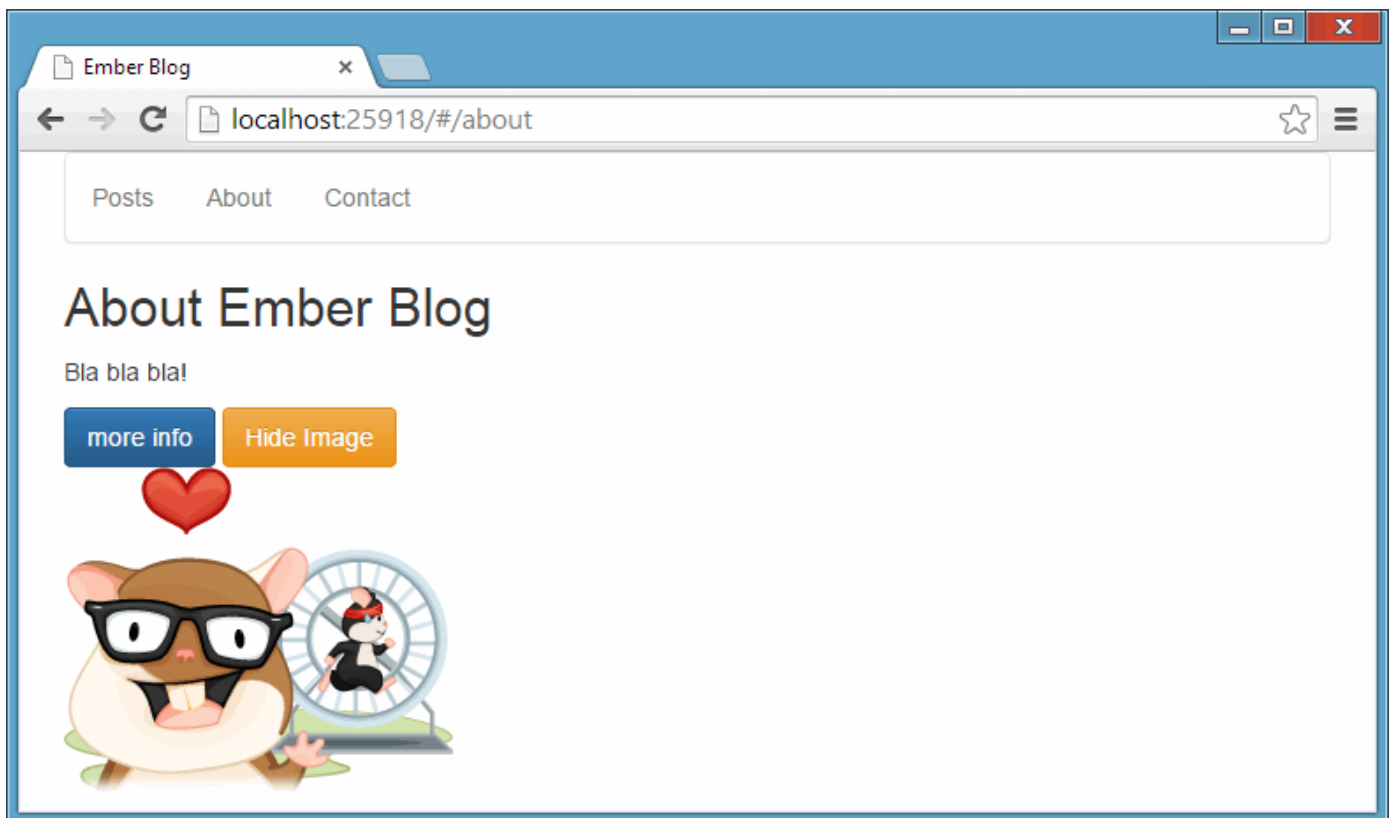 Ember Blog
localhost:25918/#/about
Posts About Contact
About Ember Blog
Bla bla bla!
more info Hide Image